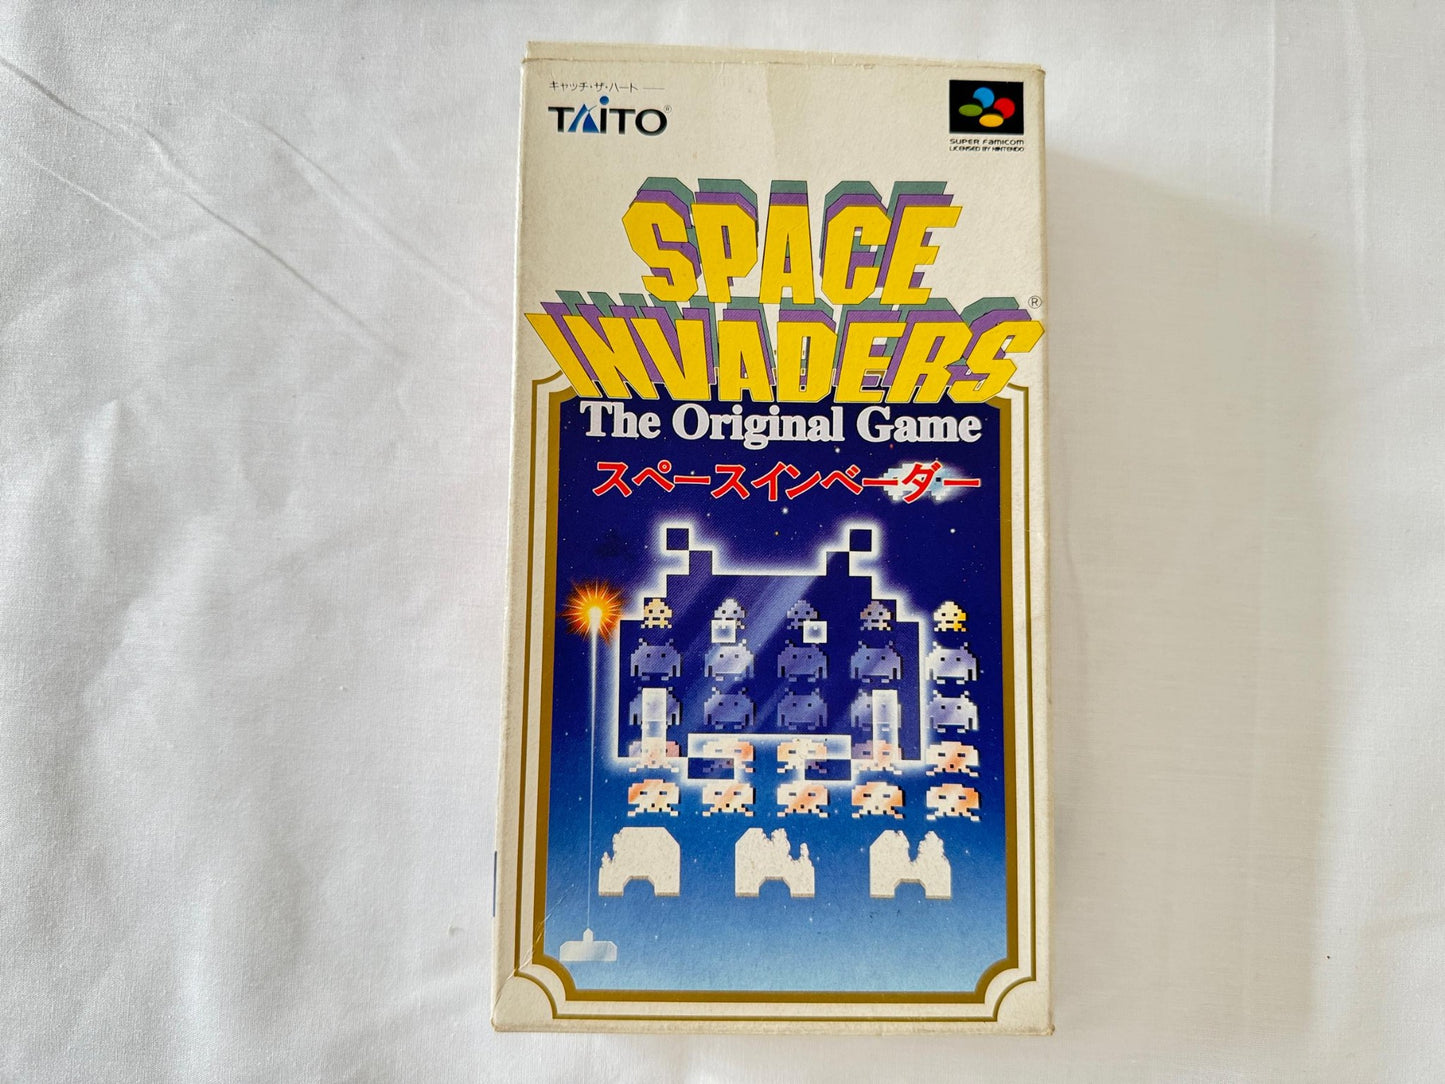 キャッチ・ザ・ハート
TAiTO®
SUPER FAMICOM
LICENSED BY NINTENDO
SPACE
INVADERS®
The Original Game
スペースインベーダー